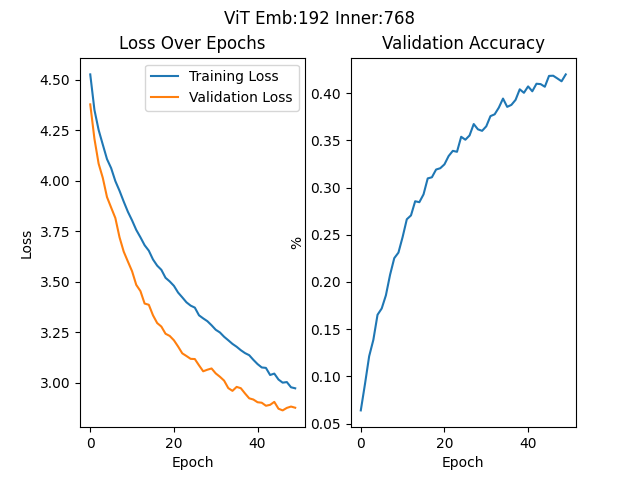 ViT Emb:192 Inner:768
Loss Over Epochs
Validation Accuracy
Training Loss
Validation Loss
4.50
4.25
4.00
3.75
3.50
3.25
3.00
Loss
0
20
40
Epoch
0.40
0.35
0.30
0.25
0.20
0.15
0.10
0.05
%
0
20
40
Epoch